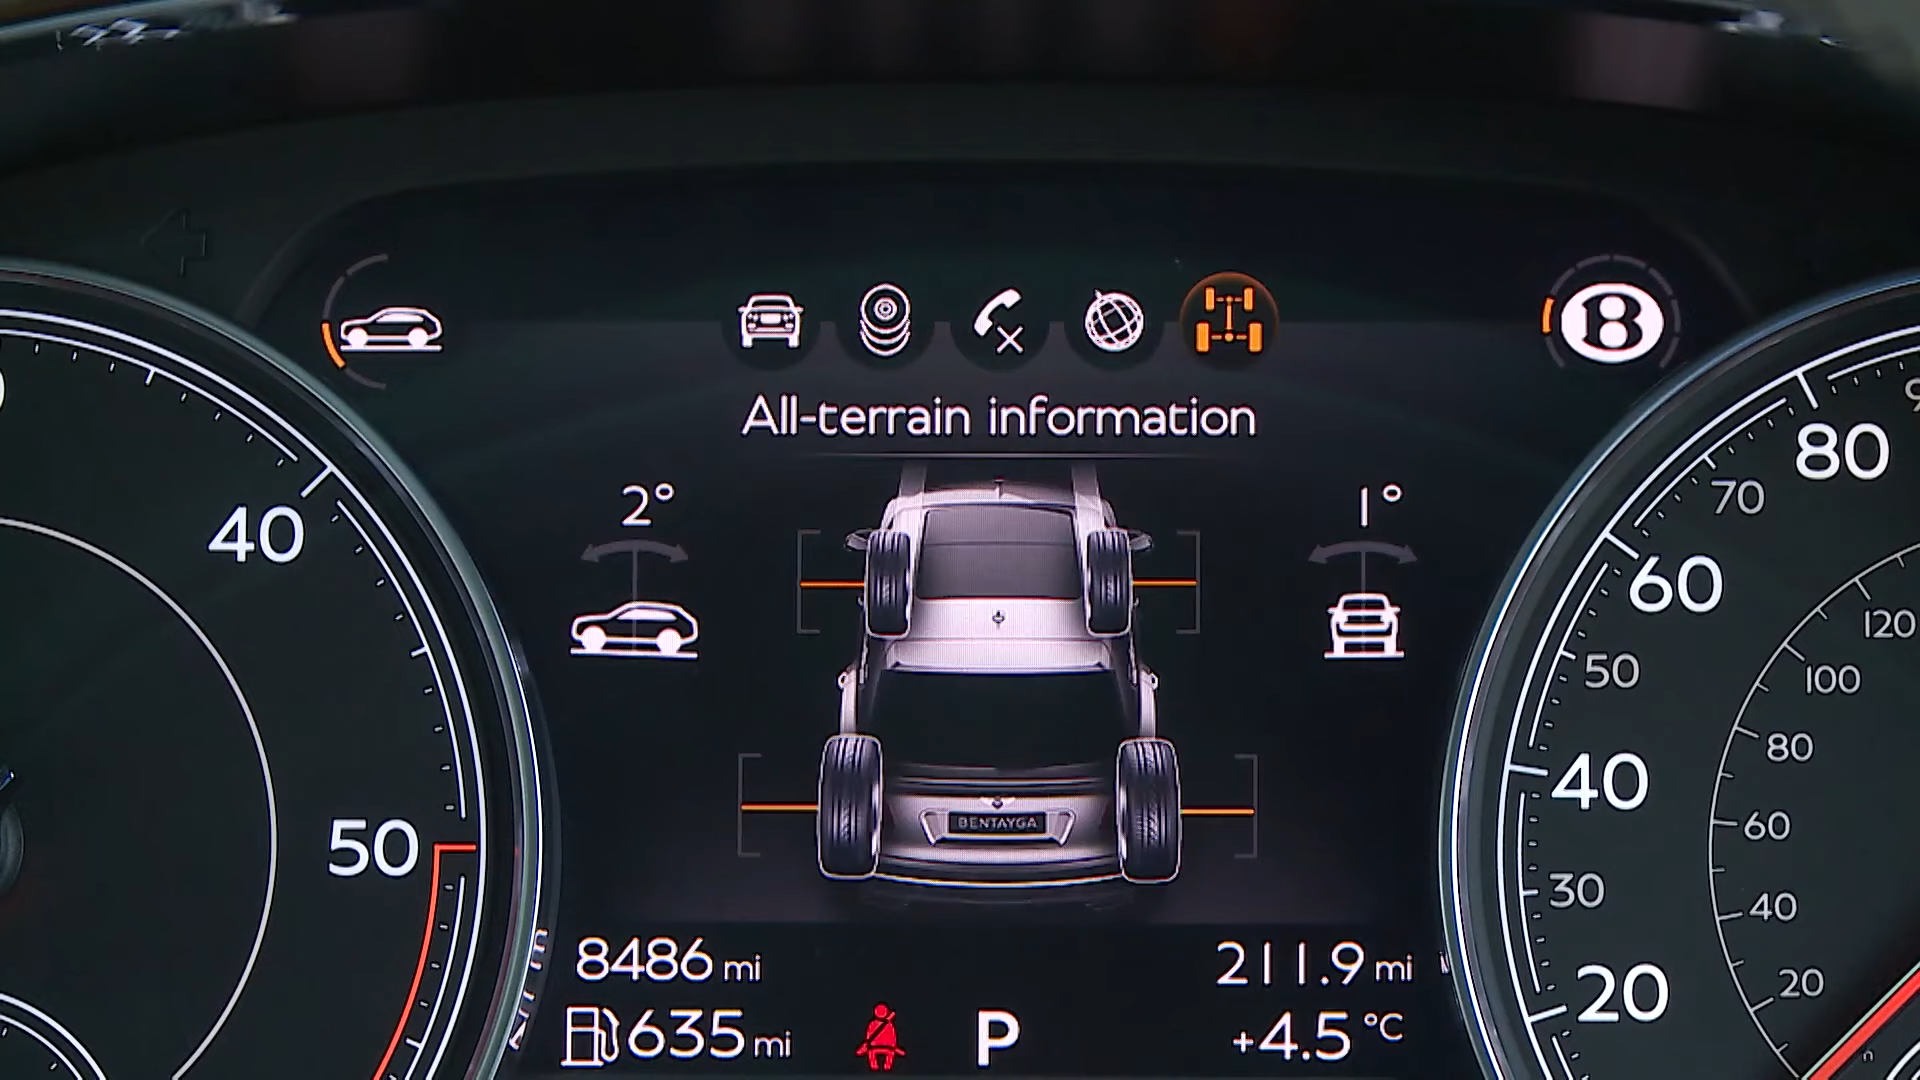 All-terrain information
2°
1°
BENTAYGA
8486 mi
211.9 mi
635 mi
P
+4.5 °C
40
50
80
70
60
50
40
30
20
120
100
80
60
40
20
B